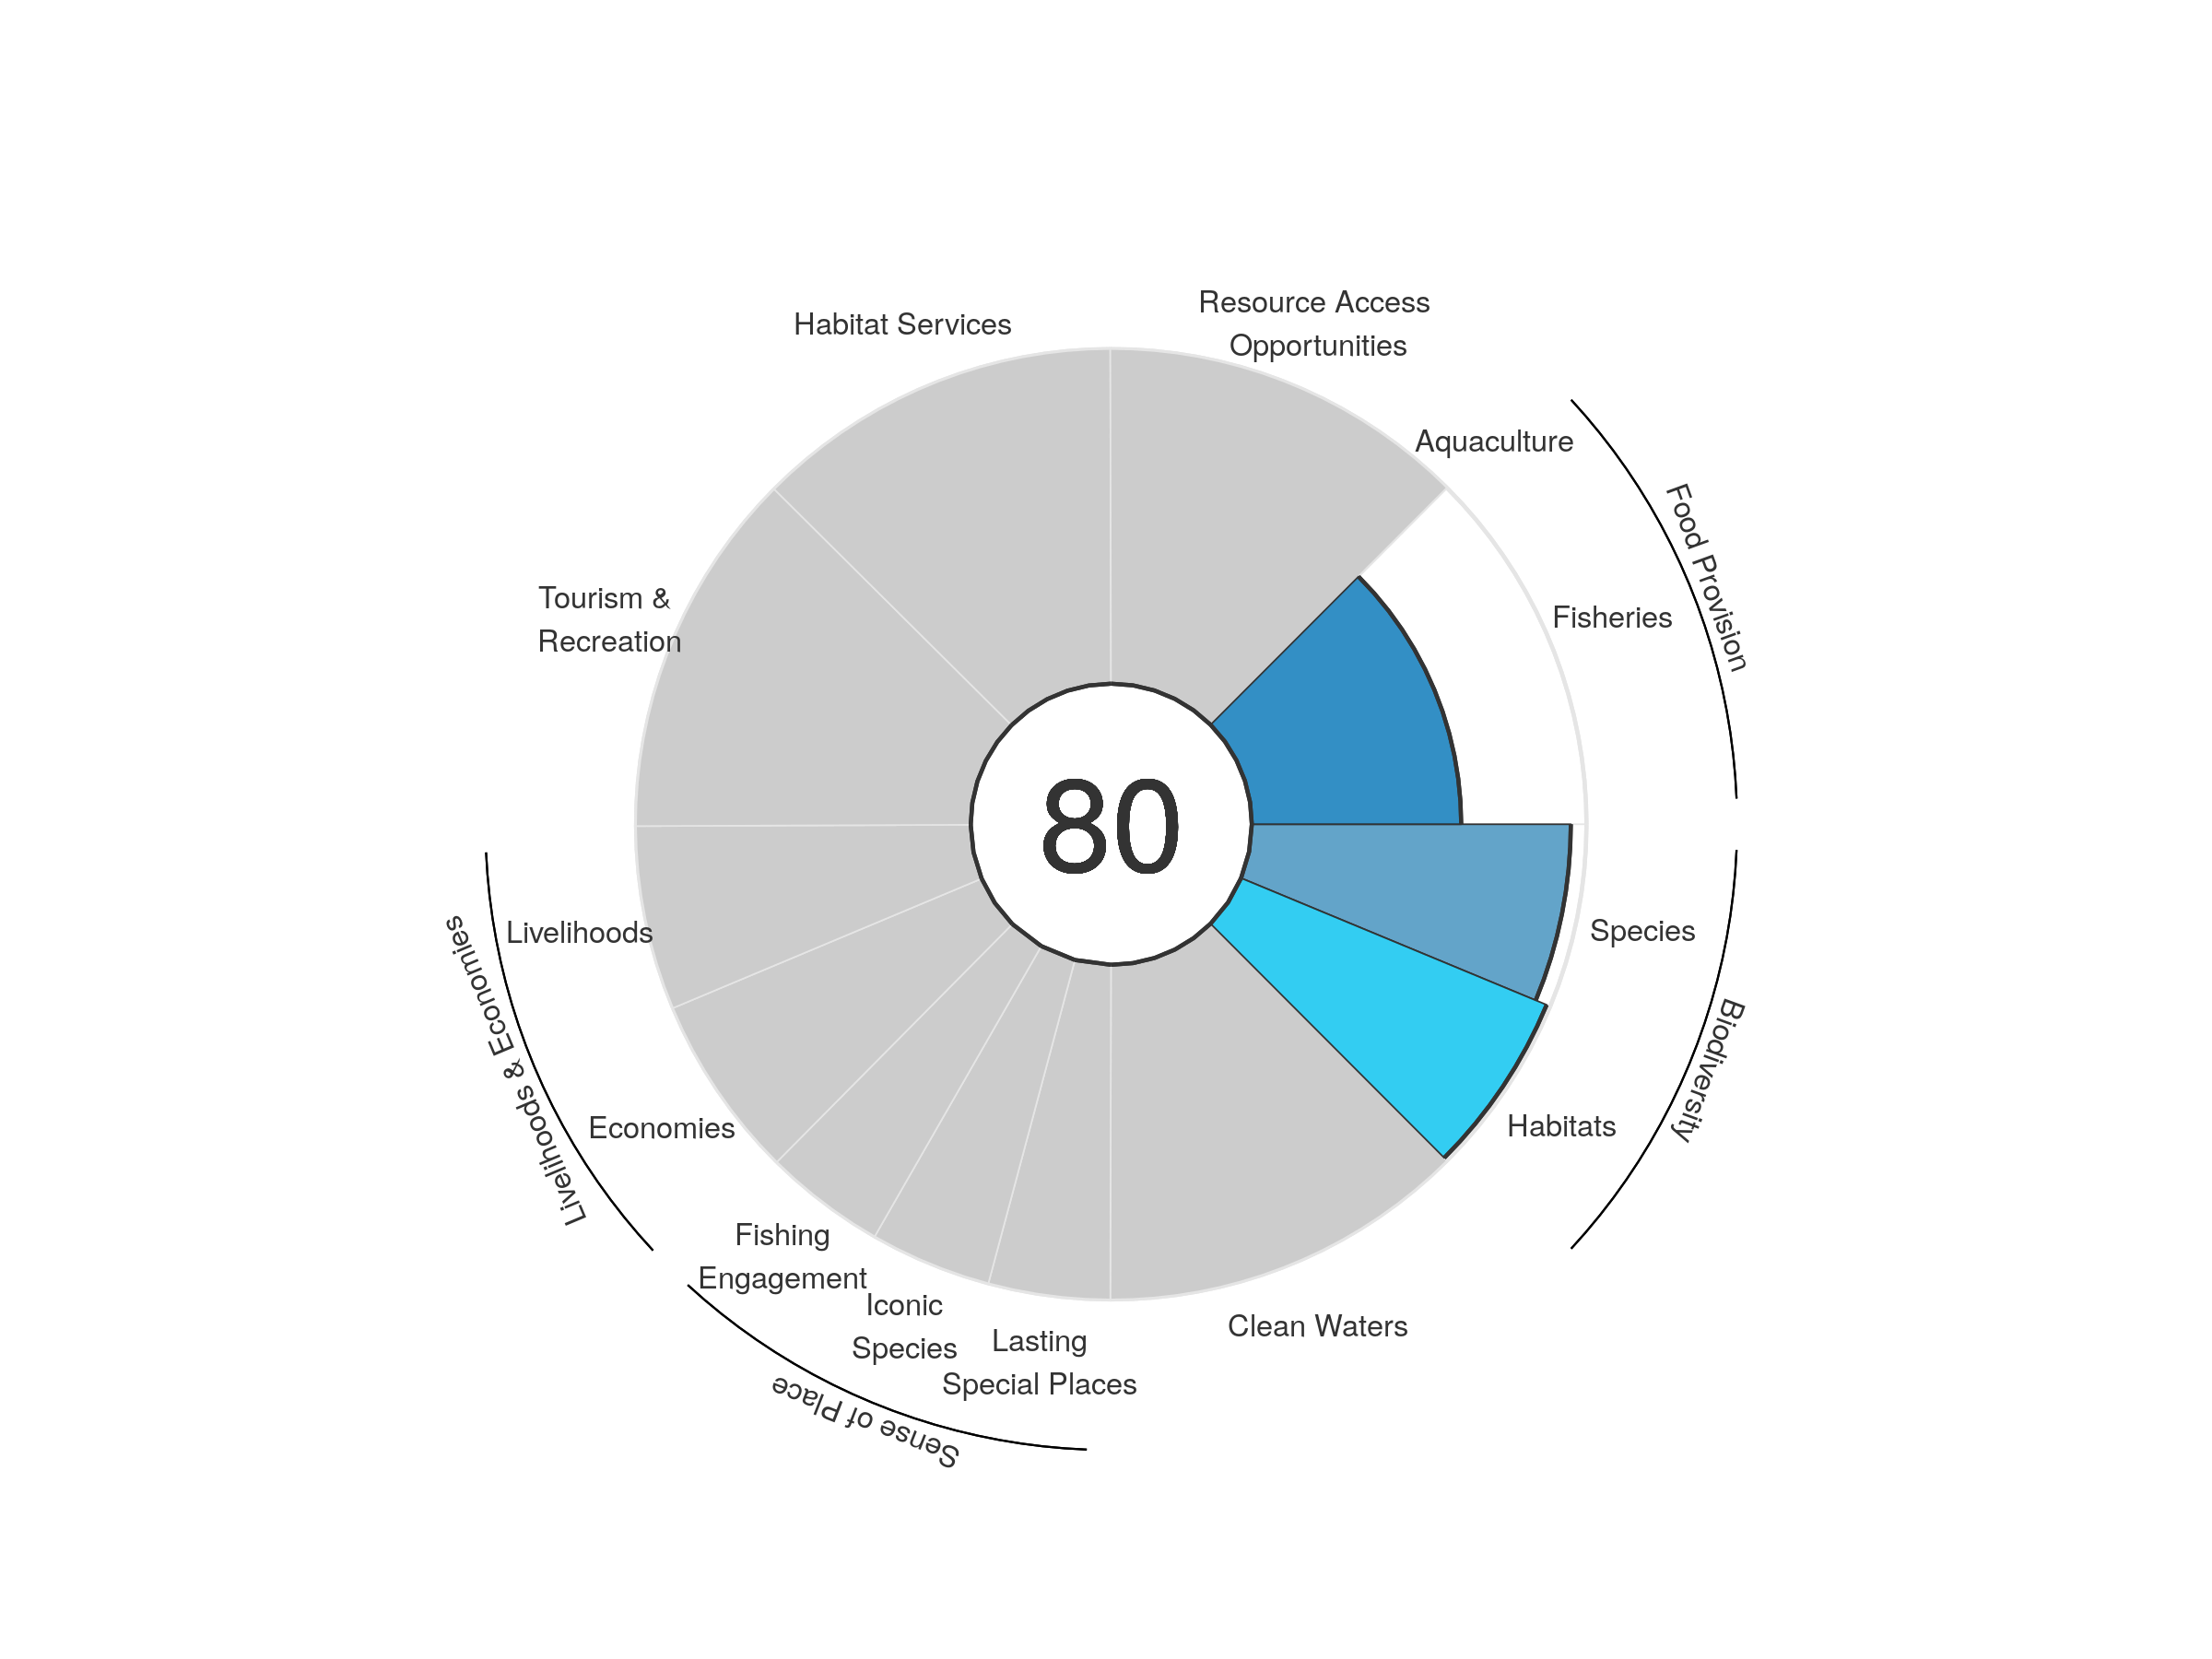 Habitat Services
Resource Access
Opportunities
Aquaculture
Food Provision
Fisheries
Tourism &
Recreation
80
Livelihoods
Species
Livelihoods & Economies
Biodiversity
Economies
Habitats
Fishing
Engagement
Iconic
Species
Lasting
Special Places
Clean Waters
Sense of Place